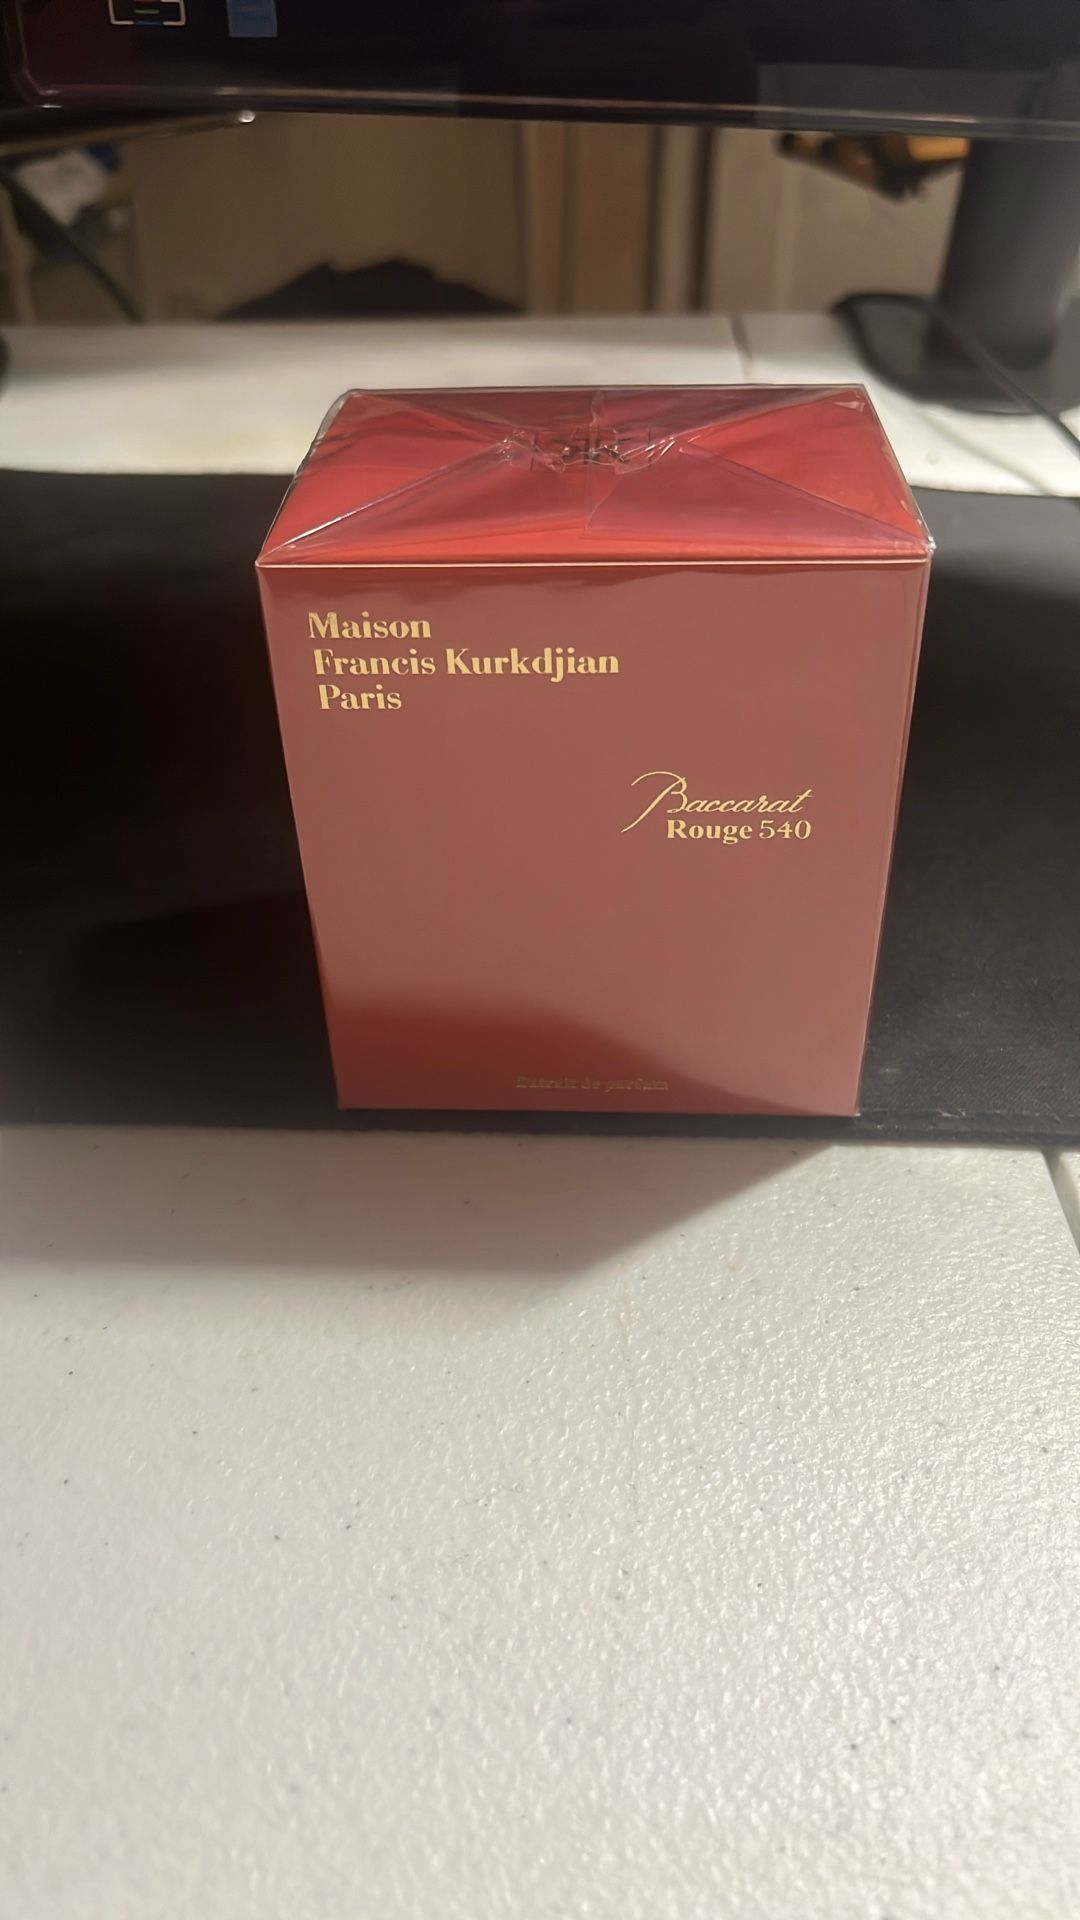 Maison
Francis Kurkdjian
Paris
Baccarat
Rouge 540
Extrait de parfum